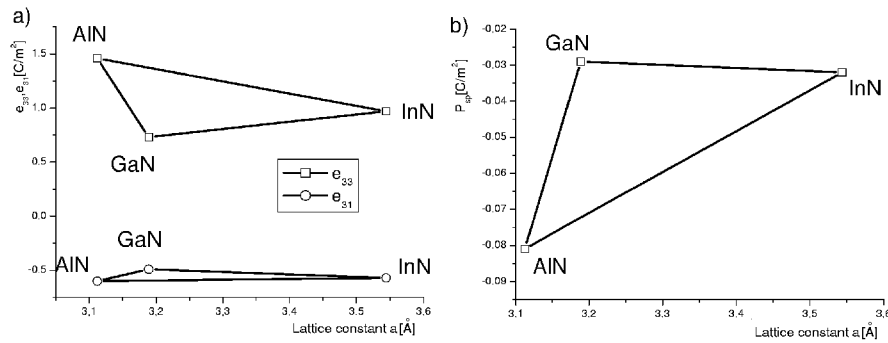 a)
AlN
e33,e31[C/m²]
1.5
1.0
0.5
0.0
-0.5
InN
GaN
e33
e31
GaN
AlN
InN
3,1 3,2 3,3 3,4 3,5 3,6
Lattice constant a[Å]
b)
Psp[C/m²]
-0,02
-0,03
-0,04
-0,05
-0,06
-0,07
-0,08
-0,09
GaN
InN
AlN
3.1 3,2 3,3 3,4 3,5 3,6
Lattice constant a[Å]